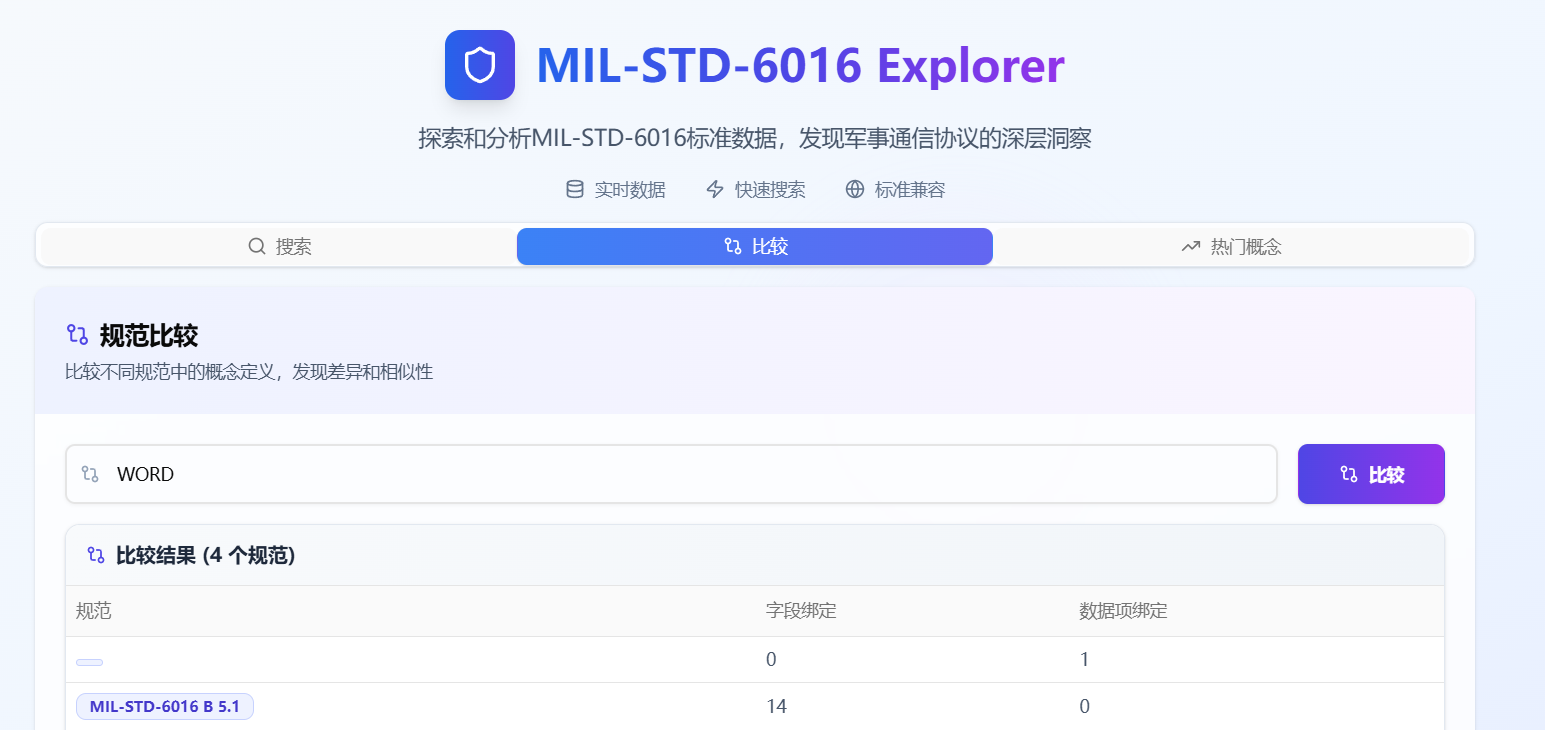 MIL-STD-6016 Explorer
探索和分析MIL-STD-6016标准数据，发现军事通信协议的深层洞察
实时数据 快速搜索 标准兼容
搜索 比较 热门概念
规范比较
比较不同规范中的概念定义，发现差异和相似性
WORD 比较
比较结果 (4 个规范)
规范 字段绑定 数据项绑定
0 1
MIL-STD-6016 B 5.1 14 0